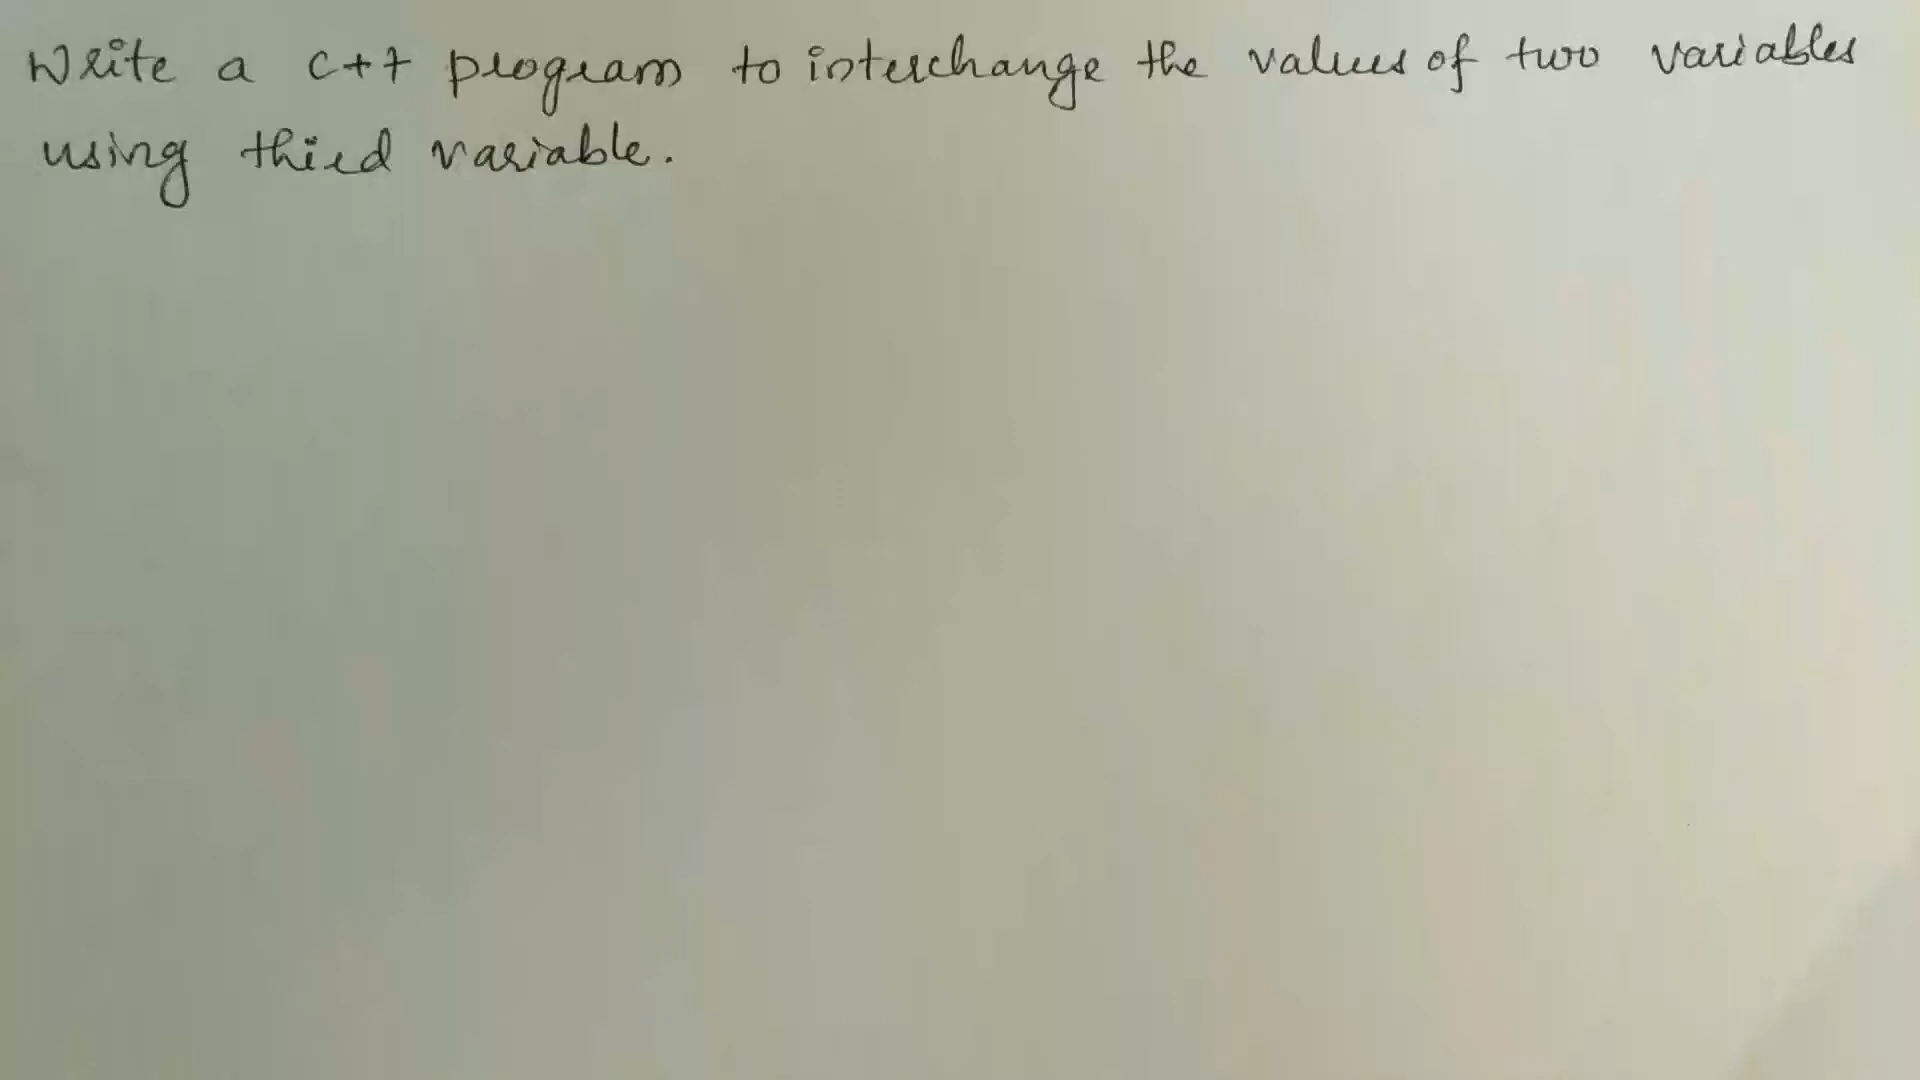 Write a c++ program to interchange the values of two variables
using third variable.